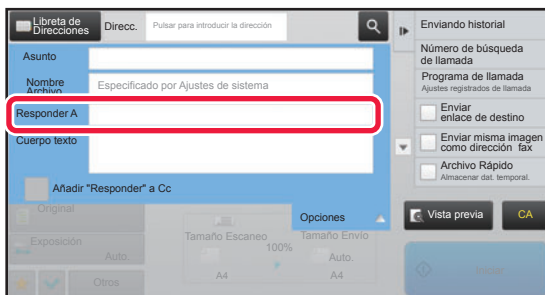 Libreta de
Direcciones
Direcc.
Pulsar para introducir la dirección
Asunto
Nombre
Archivo
Especificado por Ajustes de sistema
Responder A
Cuerpo texto
Añadir "Responder" a Cc
Opciones
Original
Exposición
Auto.
Otros
Tamaño Escaneo
100%
Tamaño Envío
Auto.
A4
A4
Enviando historial
Número de búsqueda
de llamada
Programa de llamada
Ajustes registrados de llamada
Enviar
enlace de destino
Enviar misma imagen
como dirección fax
Archivo Rápido
Almacenar dat. temporal.
Vista previa
CA
Iniciar